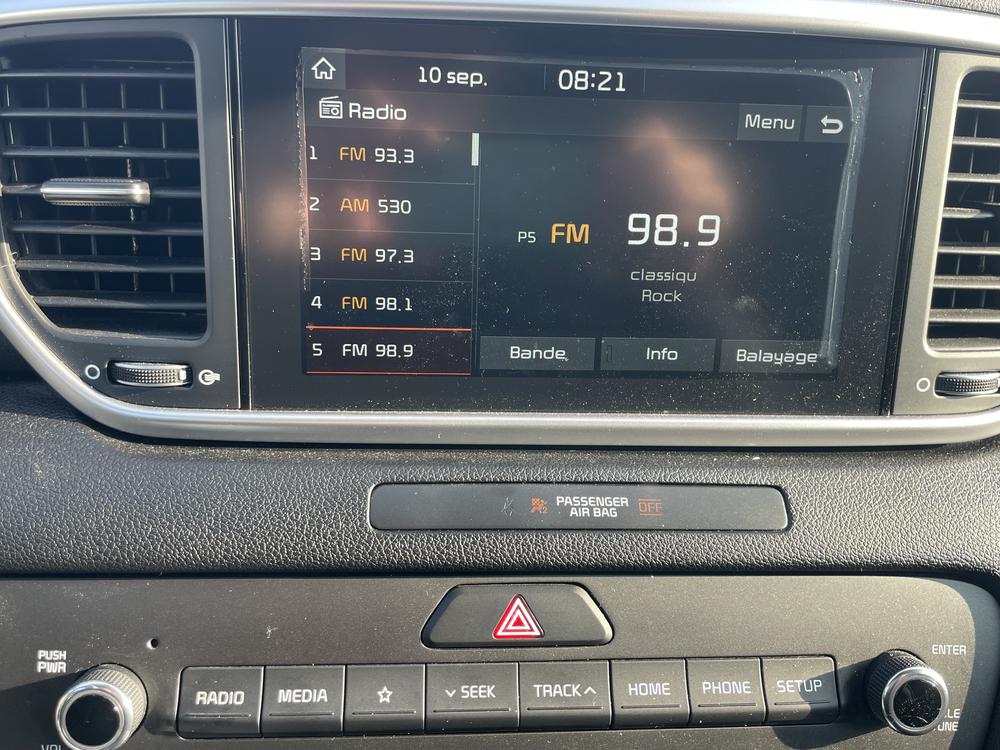 10 sep. 08:21
Radio
Menu
1 FM 93.3
2 AM 530
3 FM 97.3
4 FM 98.1
5 FM 98.9
P5 FM 98.9
classiqu
Rock
Bande
Info
Balayage
PASSENGER
AIR BAG
OFF
PUSH
PWR
VOL
RADIO
MEDIA
SEEK
TRACK
HOME
PHONE
SETUP
ENTER